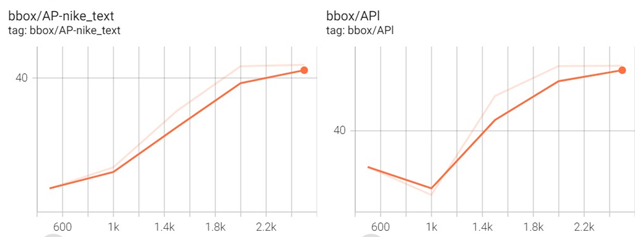 bbox/AP-nike_text
tag: bbox/AP-nike_text
40
600 1k 1.4k 1.8k 2.2k
bbox/APl
tag: bbox/APl
40
600 1k 1.4k 1.8k 2.2k